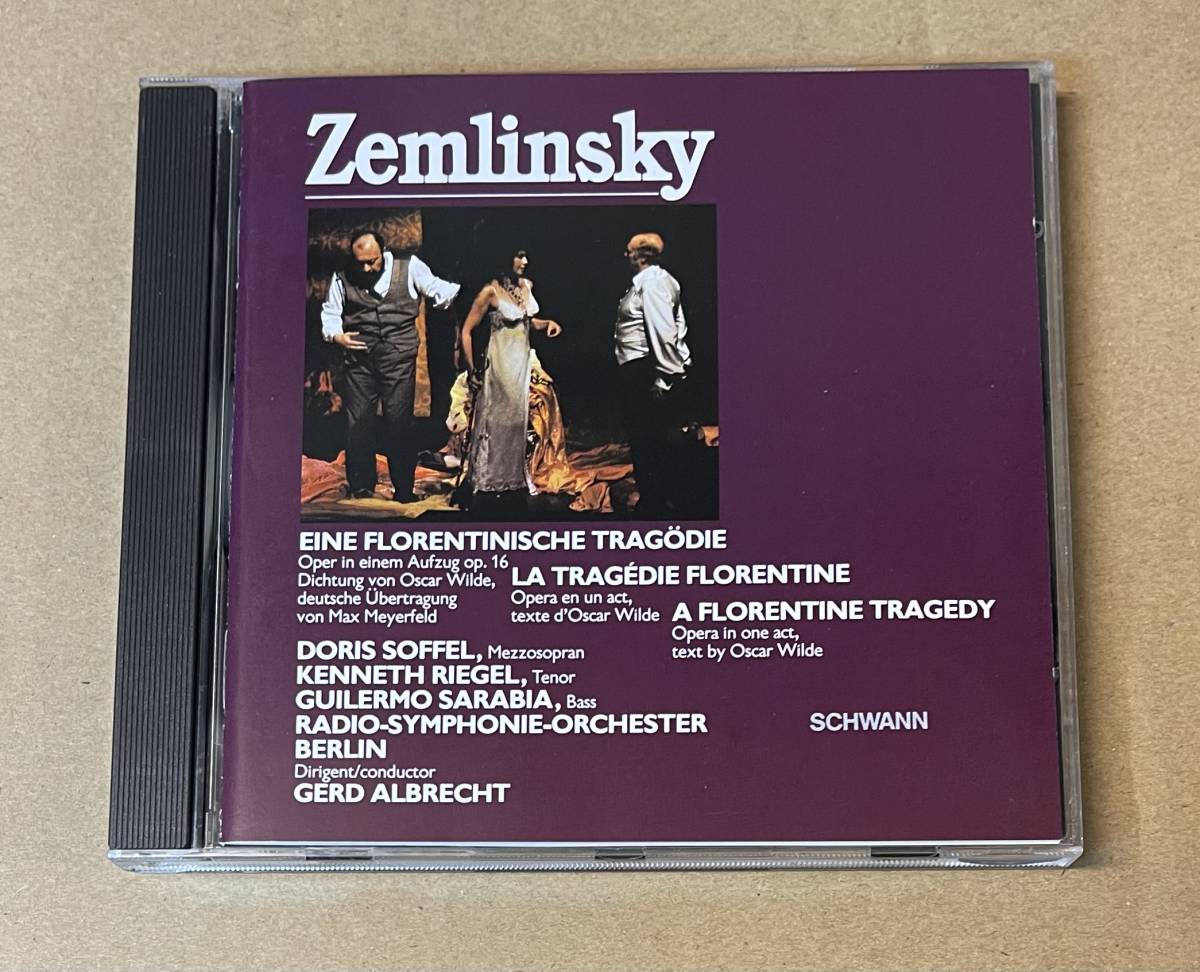 Zemlinsky
EINE FLORENTINISCHE TRAGÖDIE
Oper in einem Aufzug op. 16
Dichtung von Oscar Wilde,
deutsche Übertragung
von Max Meyerfeld
LA TRAGÉDIE FLORENTINE
Opera en un act,
texte d'Oscar Wilde
A FLORENTINE TRAGEDY
Opera in one act,
text by Oscar Wilde
DORIS SOFFEL, Mezzosopran
KENNETH RIEGEL, Tenor
GUILERMO SARABIA, Bass
RADIO-SYMPHONIE-ORCHESTER
BERLIN
Dirigent/conductor
GERD ALBRECHT
SCHWANN